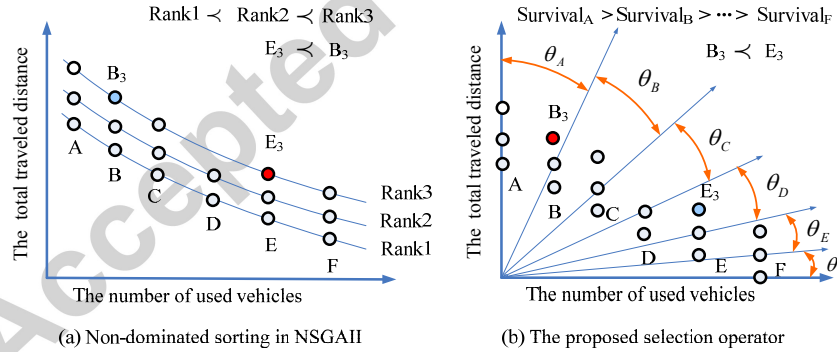 Rank1 ≺ Rank2 ≺ Rank3
E3 ≺ B3
The total traveled distance
B3
E3
A
B
C
D
E
F
Rank3
Rank2
Rank1
The number of used vehicles
(a) Non-dominated sorting in NSGAII
SurvivalA > SurvivalB > ··· > SurvivalF
B3 ≺ E3
The total traveled distance
θA
θB
θC
θD
θE
θ
B3
E3
A
B
C
D
E
F
The number of used vehicles
(b) The proposed selection operator
Accepted